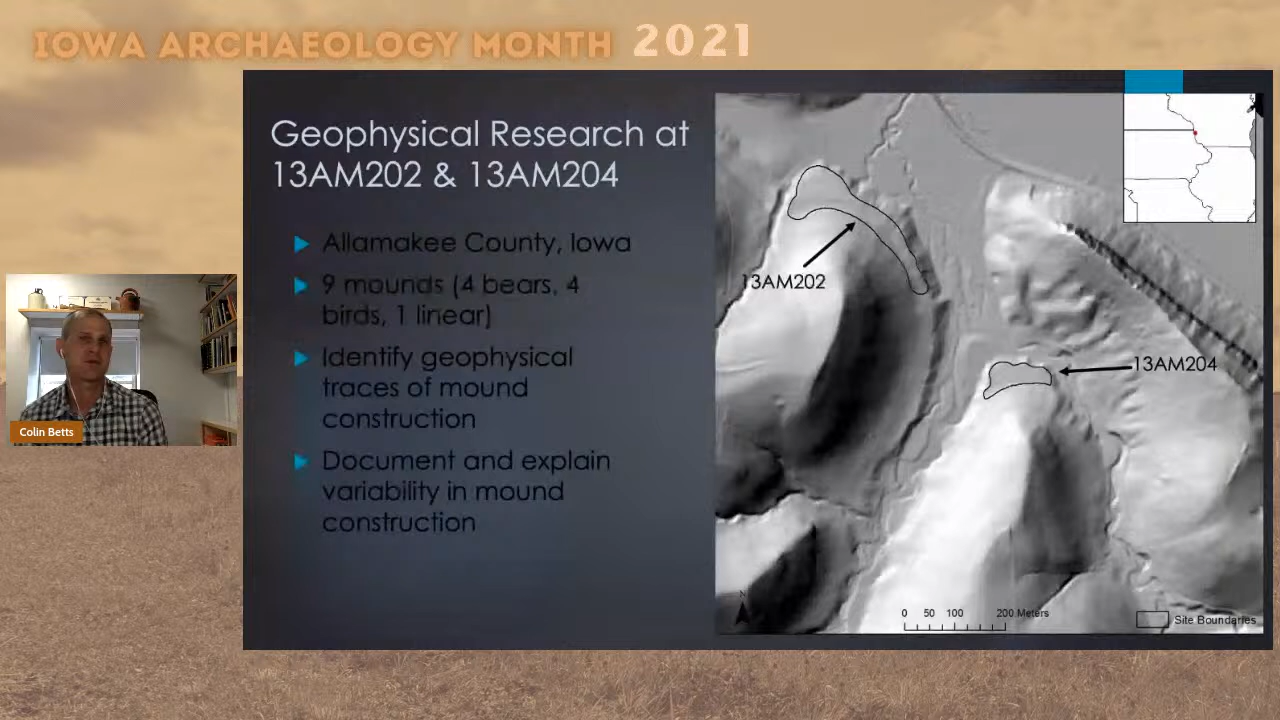 IOWA ARCHAEOLOGY MONTH 2021
Geophysical Research at
13AM202 & 13AM204
Allamakee County, Iowa
9 mounds (4 bears, 4
birds, 1 linear)
Identify geophysical
traces of mound
construction
Document and explain
variability in mound
construction
13AM202
13AM204
N
0 50 100 200 Meters
Site Boundaries
Colin Betts